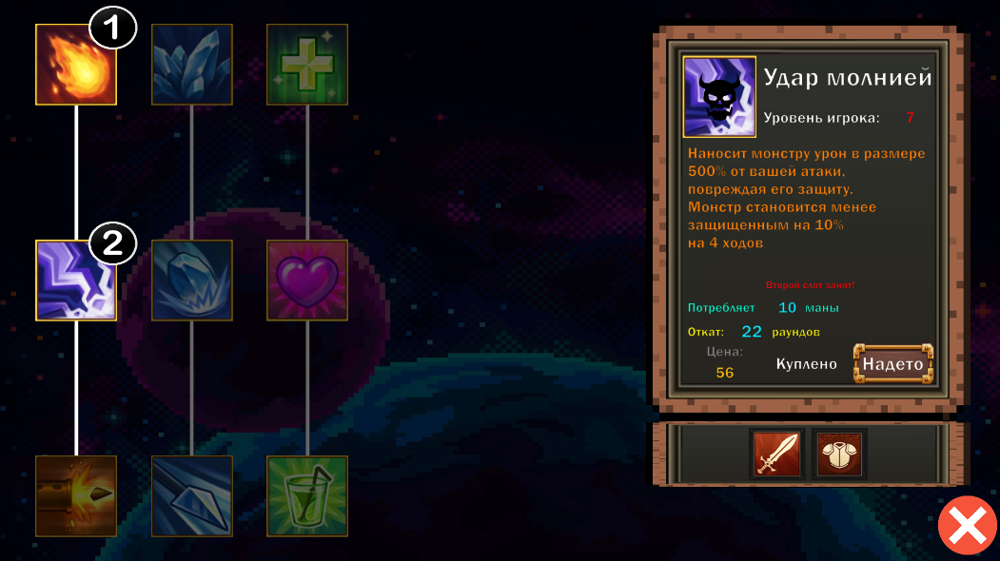 1
2
Удар молнией
Уровень игрока: 7
Наносит монстру урон в размере
500% от вашей атаки,
повреждая его защиту.
Монстр становится менее
защищенным на 10%
на 4 ходов
Второй слот занят!
Потребляет 10 маны
Откат: 22 раундов
Цена:
56
Куплено
Надето